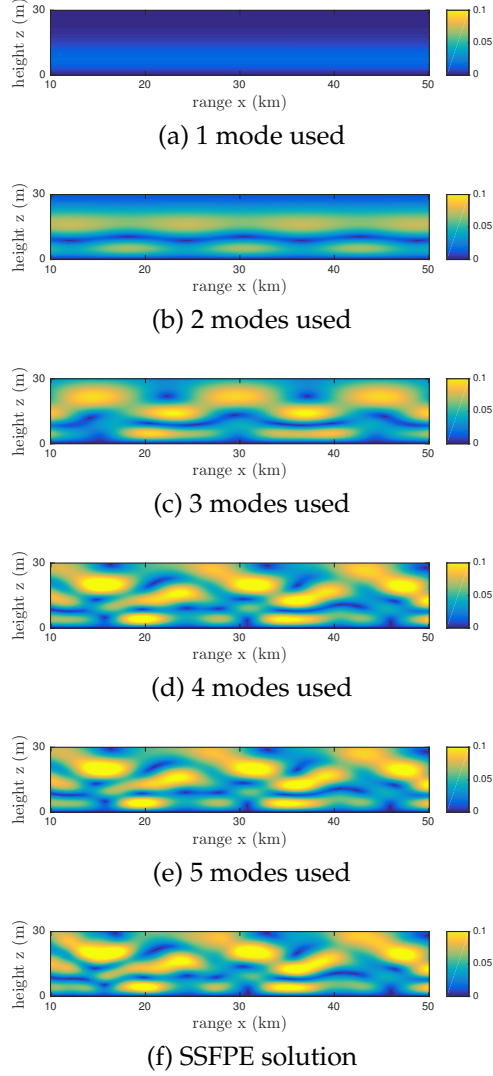 height z (m)
30
0
10 20 30 40 50
range x (km)
0.1
0.05
0
(a) 1 mode used
height z (m)
30
0
10 20 30 40 50
range x (km)
0.1
0.05
0
(b) 2 modes used
height z (m)
30
0
10 20 30 40 50
range x (km)
0.1
0.05
0
(c) 3 modes used
height z (m)
30
0
10 20 30 40 50
range x (km)
0.1
0.05
0
(d) 4 modes used
height z (m)
30
0
10 20 30 40 50
range x (km)
0.1
0.05
0
(e) 5 modes used
height z (m)
30
0
10 20 30 40 50
range x (km)
0.1
0.05
0
(f) SSFPE solution